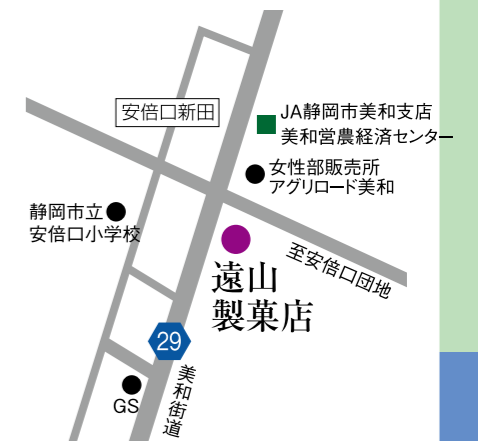 安倍口新田
JA静岡市美和支店
美和営農経済センター
女性部販売所
アグリロード美和
静岡市立
安倍口小学校
至安倍口団地
遠山
製菓店
29
美和街道
GS